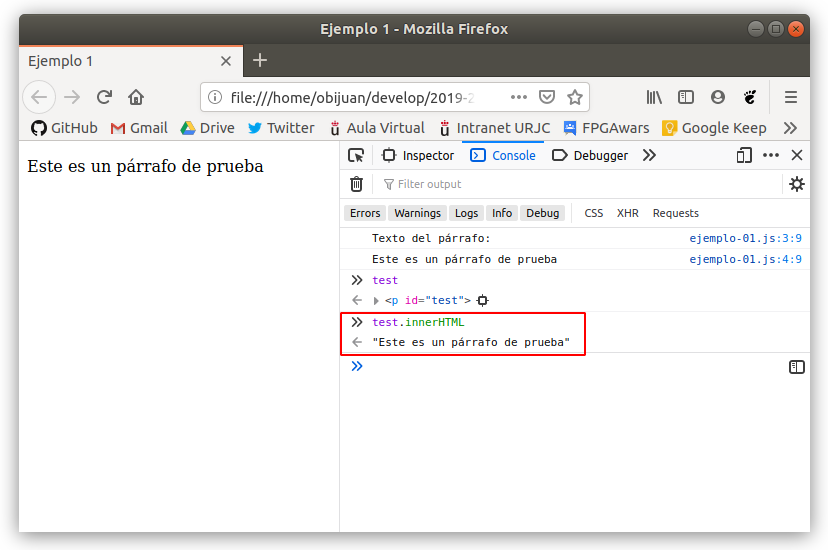 Ejemplo 1 - Mozilla Firefox
Ejemplo 1
file:///home/obijuan/develop/2019-2
GitHub Gmail Drive Twitter Aula Virtual Intranet URJC FPGAwars Google Keep
Este es un párrafo de prueba
Inspector Console Debugger
Filter output
Errors Warnings Logs Info Debug CSS XHR Requests
Texto del párrafo: ejemplo-01.js:3:9
Este es un párrafo de prueba ejemplo-01.js:4:9
test
<p id="test">
test.innerHTML
"Este es un párrafo de prueba"